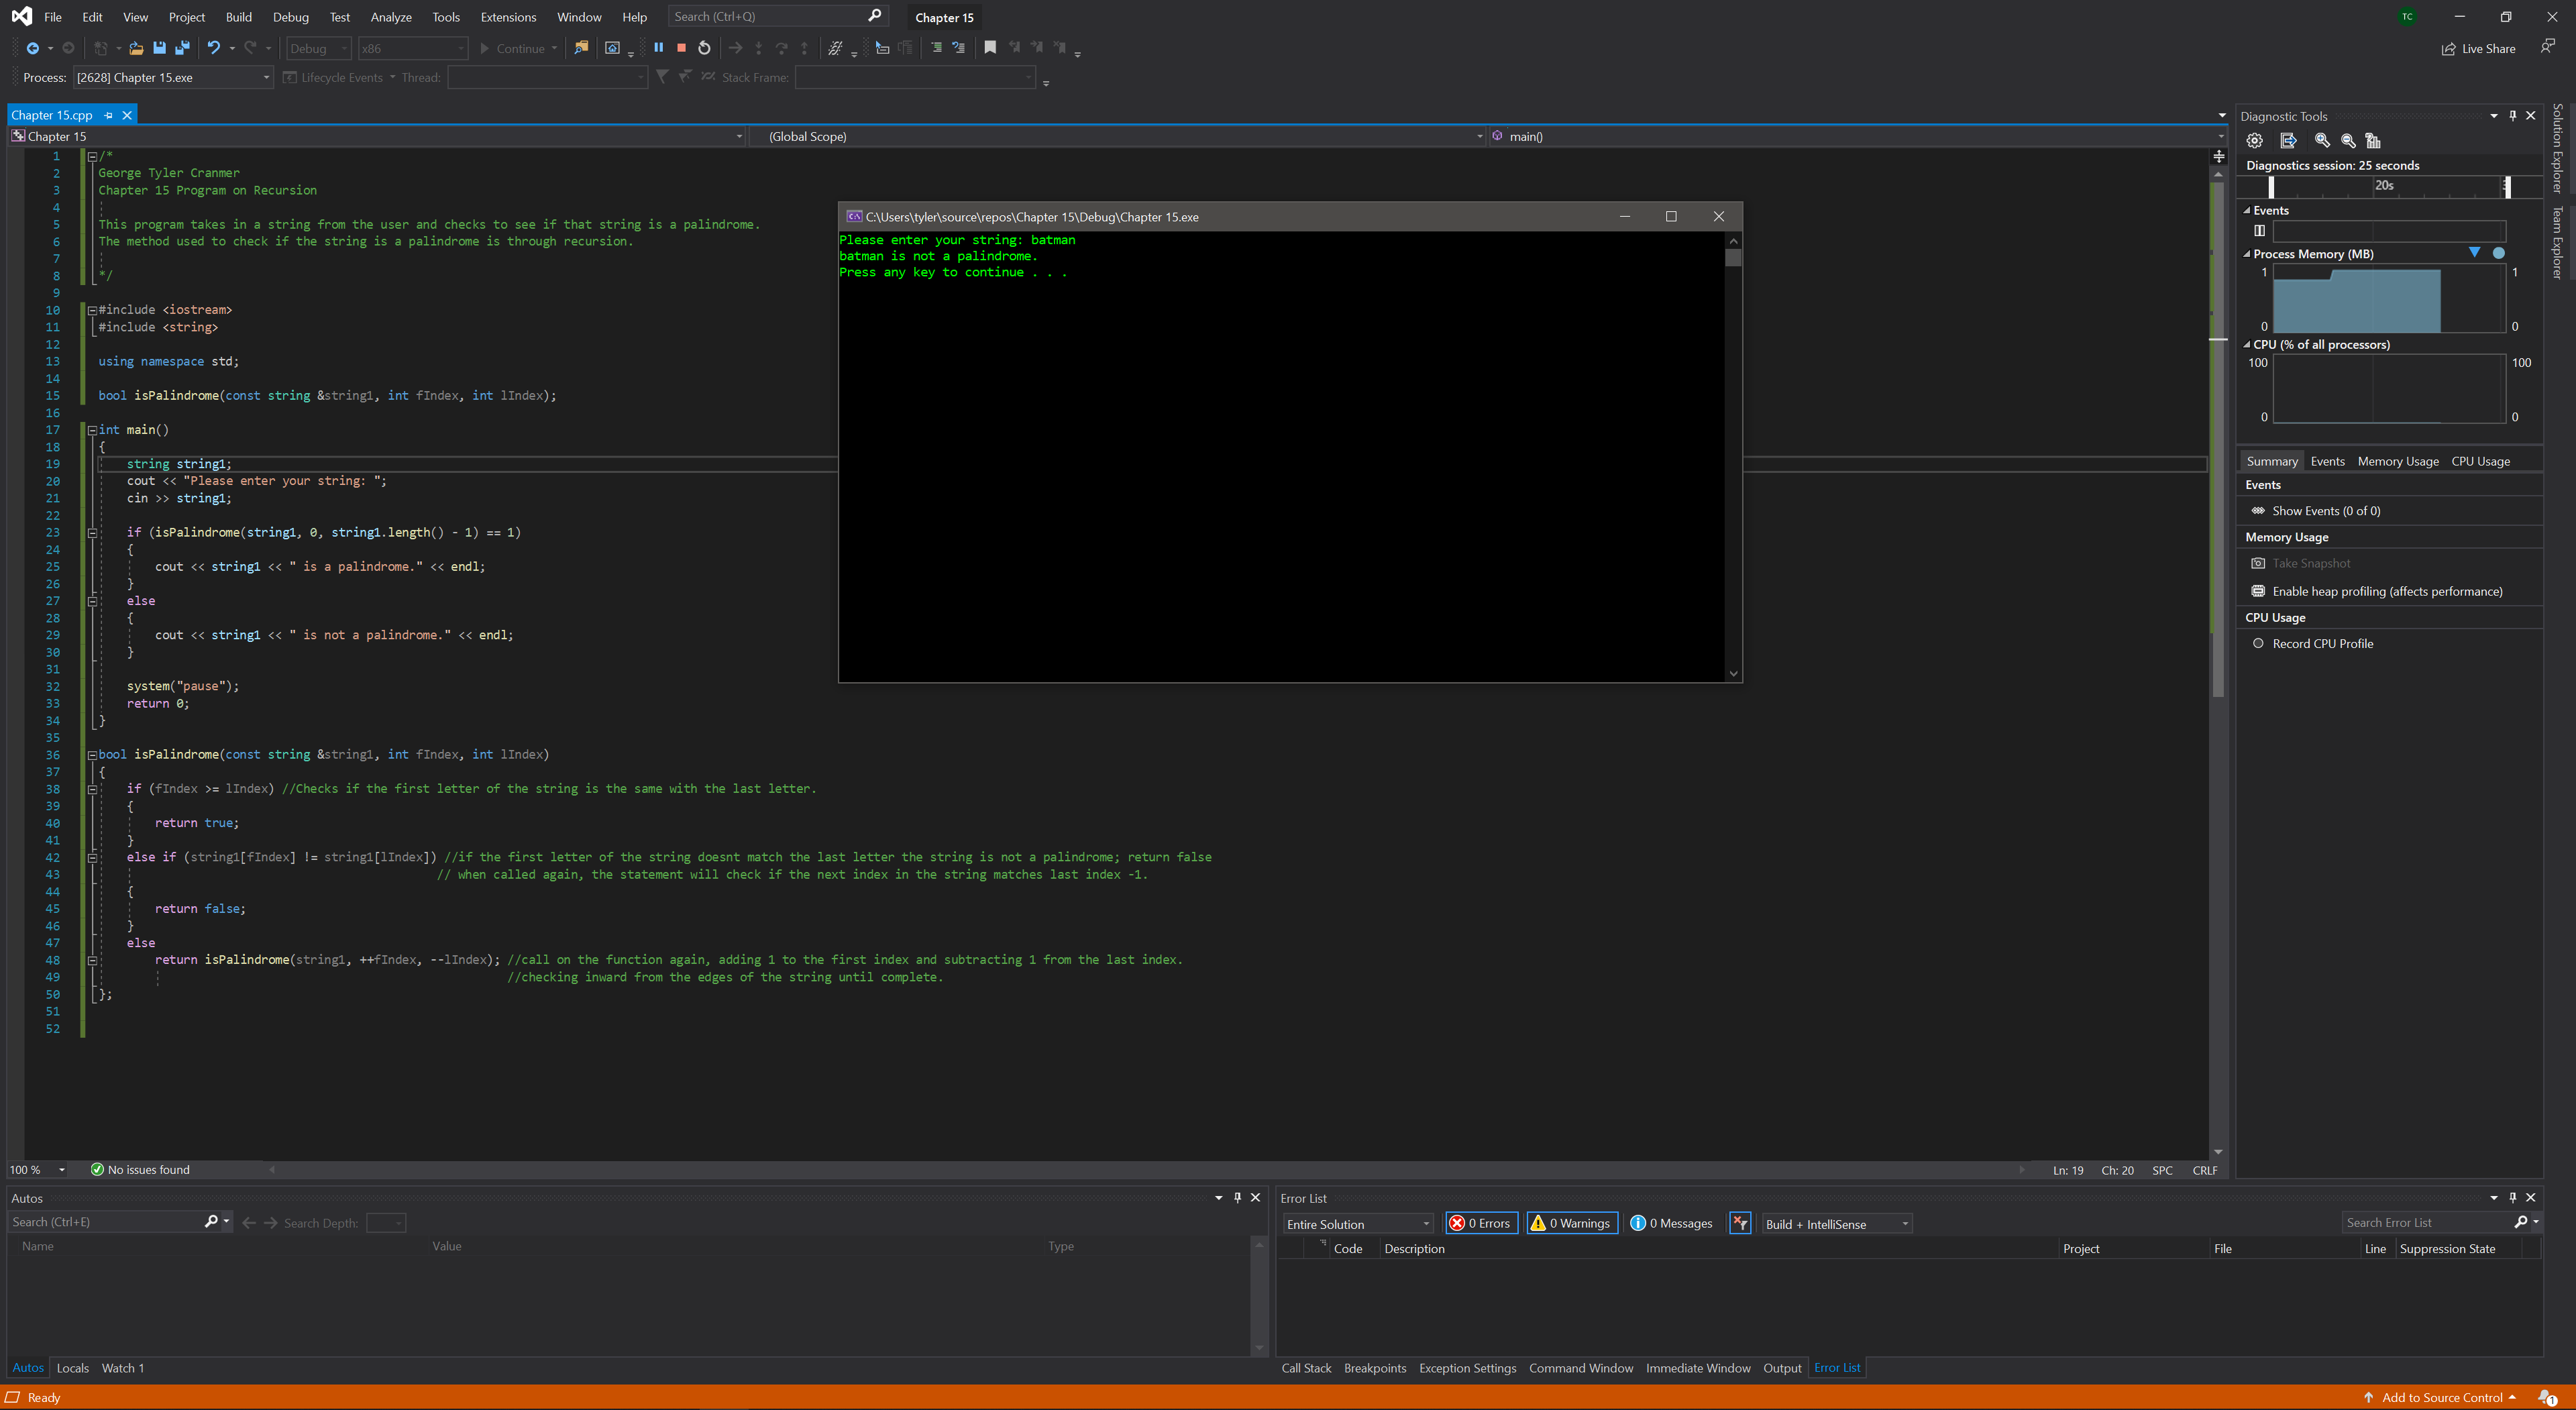 File Edit View Project Build Debug Test Analyze Tools Extensions Window Help Search (Ctrl+Q) Chapter 15 TC
Debug x86 Continue Live Share
Process: [2628] Chapter 15.exe Lifecycle Events Thread: Stack Frame:
Chapter 15.cpp
Chapter 15 (Global Scope) main()
1 /*
2 George Tyler Cranmer
3 Chapter 15 Program on Recursion
4
5 This program takes in a string from the user and checks to see if that string is a palindrome.
6 The method used to check if the string is a palindrome is through recursion.
7
8 */
9
10 #include <iostream>
11 #include <string>
12
13 using namespace std;
14
15 bool isPalindrome(const string &string1, int fIndex, int lIndex);
16
17 int main()
18 {
19 string string1;
20 cout << "Please enter your string: ";
21 cin >> string1;
22
23 if (isPalindrome(string1, 0, string1.length() - 1) == 1)
24 {
25 cout << string1 << " is a palindrome." << endl;
26 }
27 else
28 {
29 cout << string1 << " is not a palindrome." << endl;
30 }
31
32 system("pause");
33 return 0;
34 }
35
36 bool isPalindrome(const string &string1, int fIndex, int lIndex)
37 {
38 if (fIndex >= lIndex) //Checks if the first letter of the string is the same with the last letter.
39 {
40 return true;
41 }
42 else if (string1[fIndex] != string1[lIndex]) //if the first letter of the string doesnt match the last letter the string is not a palindrome; return false
43 // when called again, the statement will check if the next index in the string matches last index -1.
44 {
45 return false;
46 }
47 else
48 return isPalindrome(string1, ++fIndex, --lIndex); //call on the function again, adding 1 to the first index and subtracting 1 from the last index.
49 //checking inward from the edges of the string until complete.
50 };
51
52
C:\Users\tyler\source\repos\Chapter 15\Debug\Chapter 15.exe
Please enter your string: batman
batman is not a palindrome.
Press any key to continue . . .
100 % No issues found Ln: 19 Ch: 20 SPC CRLF
Diagnostic Tools
Diagnostics session: 25 seconds
20s
Events
Process Memory (MB)
1 1
0 0
CPU (% of all processors)
100 100
0 0
Summary Events Memory Usage CPU Usage
Events
Show Events (0 of 0)
Memory Usage
Take Snapshot
Enable heap profiling (affects performance)
CPU Usage
Record CPU Profile
Solution Explorer
Team Explorer
Autos
Search (Ctrl+E) Search Depth:
Name Value Type
Autos Locals Watch 1
Error List
Entire Solution 0 Errors 0 Warnings 0 Messages Build + IntelliSense Search Error List
Code Description Project File Line Suppression State
Call Stack Breakpoints Exception Settings Command Window Immediate Window Output Error List
Ready Add to Source Control 1